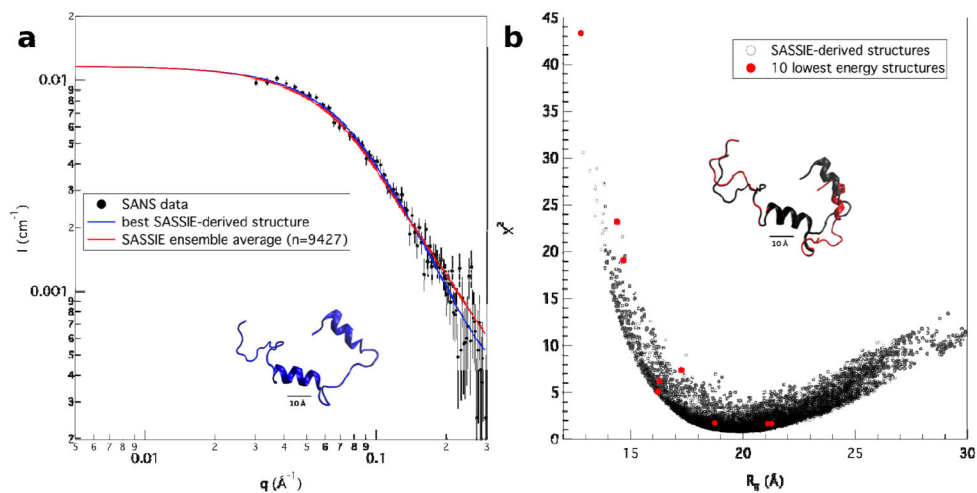 a
2
0.01
9
8
7
6
5
4
3
2
0.001
9
8
7
6
5
4
3
2
I (cm⁻¹)
SANS data
best SASSIE-derived structure
SASSIE ensemble average (n=9427)
10 Å
5 6 7 8 9 0.01 2 3 4 5 6 7 8 9 0.1 2 3
q (Å⁻¹)
b
45
40
35
30
25
20
15
10
5
0
χ²
SASSIE-derived structures
10 lowest energy structures
10 Å
15 20 25 30
(Å)